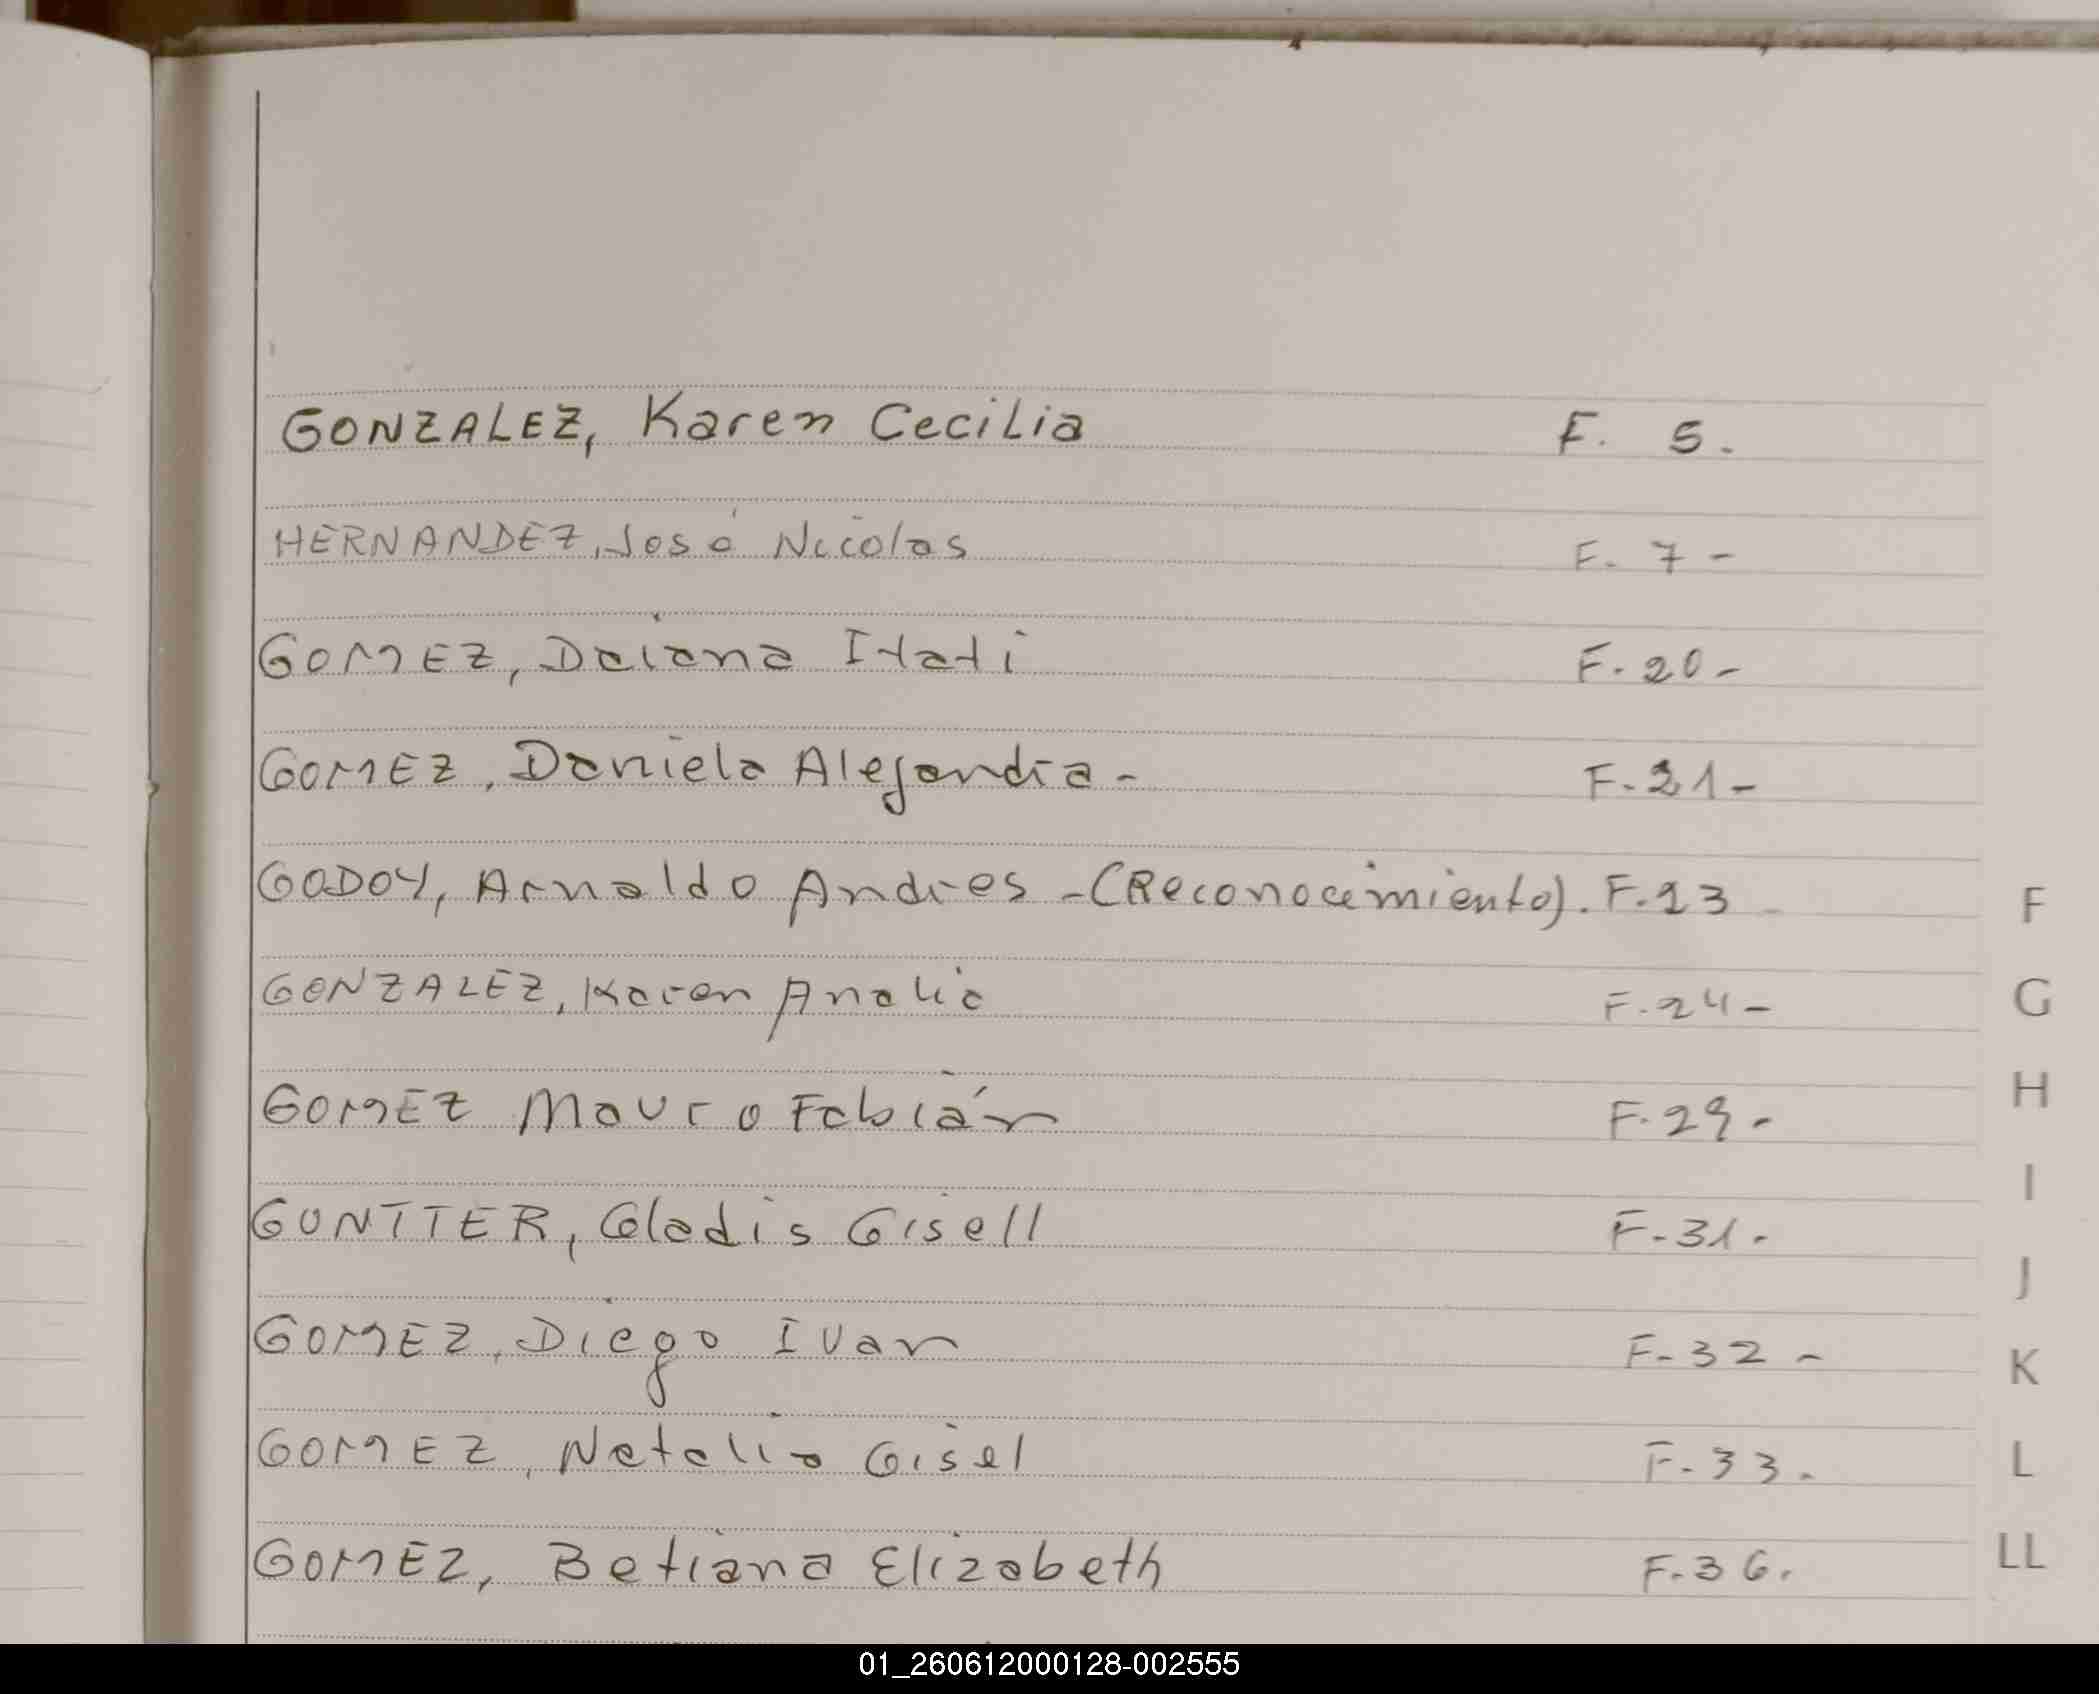 GONZALEZ, Karen Cecilia F. 5.
HERNANDEZ, José Nicolas F. 7 -
GOMEZ, Daiana Itati F. 20 -
GOMEZ, Daniela Alejandra - F. 21 -
GODOY, Arnaldo Andres - (Reconocimiento). F. 23
F
GONZALEZ, Karen Analia F. 24 -
G
H
GOMEZ Mauro Fabián F. 29 -
I
GUNTTER, Gladis Gisell F. 31.
J
GOMEZ, Diego Ivan F. 32 -
K
GOMEZ, Natalia Gisel F. 33.
L
GOMEZ, Betiana Elizabeth F. 36.
LL
01_260612000128-002555